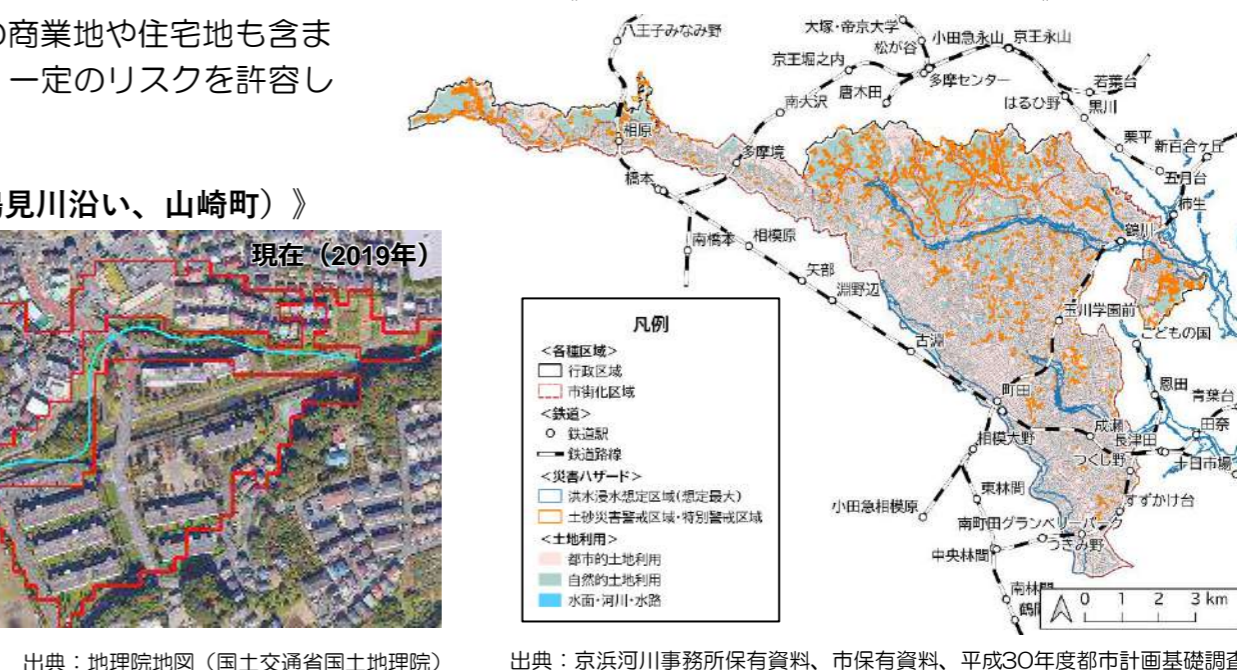 の商業地や住宅地も含ま
一定のリスクを許容し
見川沿い、山崎町）》
現在（2019年）
出典：地理院地図（国土交通省国土地理院）
八王子みなみ野
大塚・帝京大学
松が谷
小田急永山
京王永山
京王堀之内
多摩センター
若葉台
唐木田
南大沢
はるひ野
黒川
相原
多摩境
栗平
新百合ヶ丘
五月台
橋本
柿生
南橋本
相模原
鶴川
矢部
淵野辺
玉川学園前
こどもの国
古淵
恩田
青葉台
町田
田奈
相模大野
成瀬
長津田
つくし野
十日市場
小田急相模原
東林間
すずかけ台
南町田グランベリーパーク
つきみ野
中央林間
南林間
凡例
＜各種区域＞
行政区域
市街化区域
＜鉄道＞
鉄道駅
鉄道路線
＜災害ハザード＞
洪水浸水想定区域(想定最大)
土砂災害警戒区域・特別警戒区域
＜土地利用＞
都市的土地利用
自然的土地利用
水面・河川・水路
0 1 2 3 km
出典：京浜河川事務所保有資料、市保有資料、平成30年度都市計画基礎調査